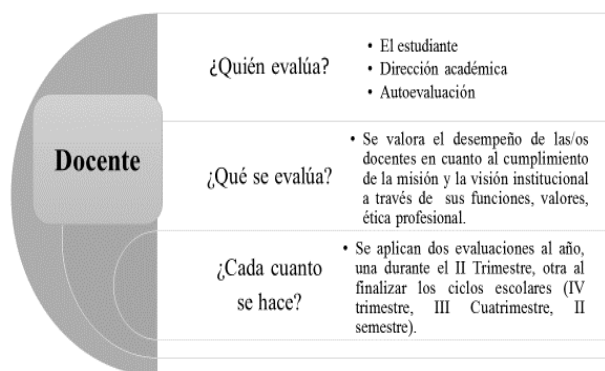 Docente
¿Quién evalúa?
• El estudiante
• Dirección académica
• Autoevaluación
¿Qué se evalúa?
• Se valora el desempeño de las/os
docentes en cuanto al cumplimiento
de la misión y la visión institucional
a través de sus funciones, valores,
ética profesional.
¿Cada cuanto
se hace?
• Se aplican dos evaluaciones al año,
una durante el II Trimestre, otra al
finalizar los ciclos escolares (IV
trimestre, III Cuatrimestre, II
semestre).